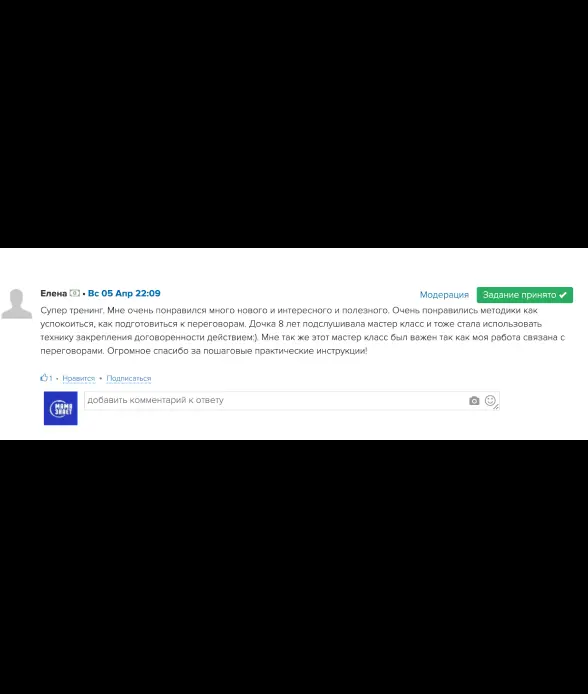 Елена • Вс 05 Апр 22:09
Модерация Задание принято
Супер тренинг. Мне очень понравился много нового и интересного и полезного. Очень понравились методики как
успокоиться, как подготовиться к переговорам. Дочка 8 лет подслушивала мастер класс и тоже стала использовать
технику закрепления договоренности действием:). Мне так же этот мастер класс был важен так как моя работа связана с
переговорами. Огромное спасибо за пошаговые практические инструкции!
1 • Нравится • Подписаться
МАМА
ЗНАЕТ
добавить комментарий к ответу